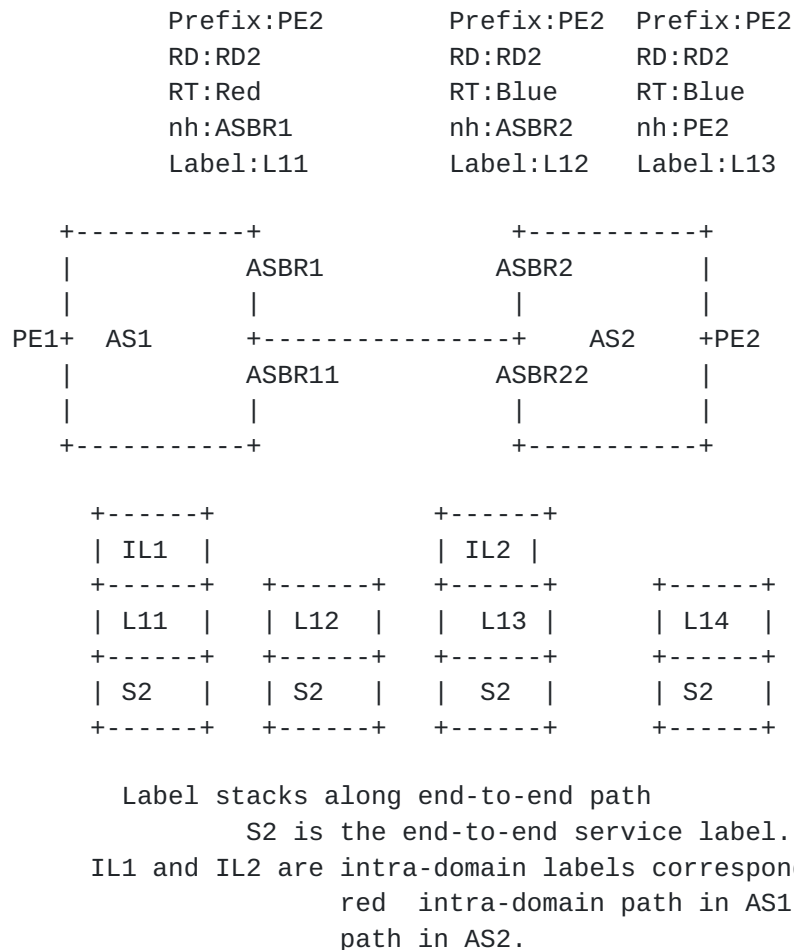 Prefix:PE2 Prefix:PE2 Prefix:PE2
RD:RD2 RD:RD2 RD:RD2
RT:Red RT:Blue RT:Blue
nh:ASBR1 nh:ASBR2 nh:PE2
Label:L11 Label:L12 Label:L13
+-----------+ +-----------+
| ASBR1 ASBR2 |
| | | |
PE1+ AS1 +----------------+ AS2 +PE2
| ASBR11 ASBR22 |
| | | |
+-----------+ +-----------+
+------+ +------+
| IL1 | | IL2 |
+------+ +------+ +------+ +------+
| L11 | | L12 | | L13 | | L14 |
+------+ +------+ +------+ +------+
| S2 | | S2 | | S2 | | S2 |
+------+ +------+ +------+ +------+
Label stacks along end-to-end path
S2 is the end-to-end service label.
IL1 and IL2 are intra-domain labels correspon
red intra-domain path in AS1
path in AS2.